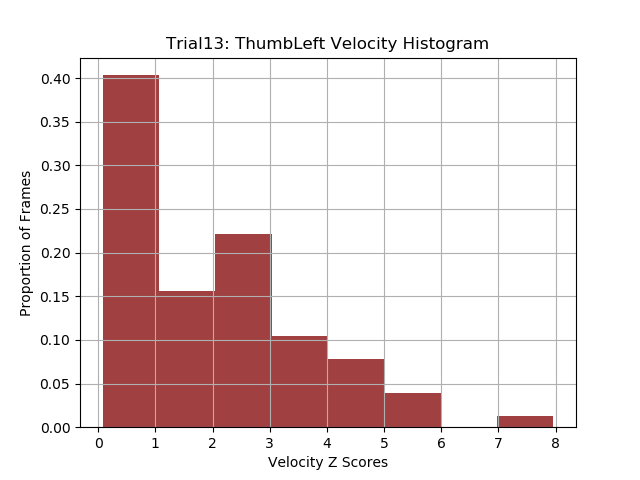 Trial13: ThumbLeft Velocity Histogram
0.40
0.35
0.30
0.25
0.20
0.15
0.10
0.05
0.00
Proportion of Frames
0 1 2 3 4 5 6 7 8
Velocity Z Scores